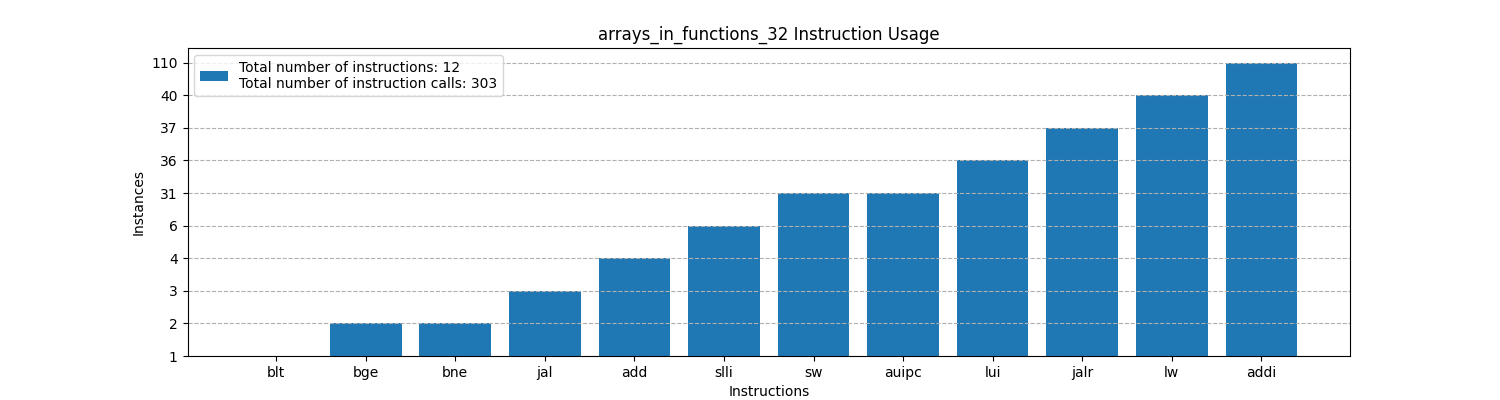 arrays_in_functions_32 Instruction Usage
Total number of instructions: 12
Total number of instruction calls: 303
110
40
37
36
31
6
4
3
2
1
Instances
blt bge bne jal add slli sw auipc lui jalr lw addi
Instructions